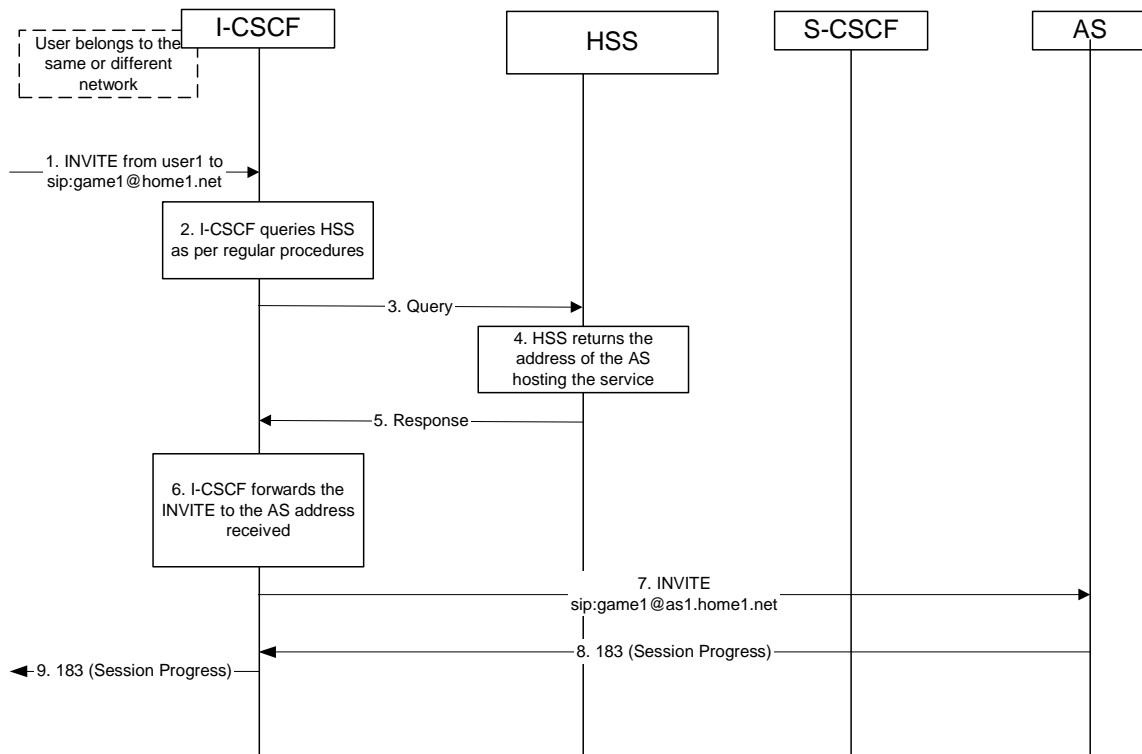 I-CSCF
HSS
S-CSCF
AS
User belongs to the
same or different
network
1. INVITE from user1 to
sip:game1@home1.net
2. I-CSCF queries HSS
as per regular procedures
3. Query
4. HSS returns the
address of the AS
hosting the service
5. Response
6. I-CSCF forwards the
INVITE to the AS address
received
7. INVITE
sip:game1@as1.home1.net
8. 183 (Session Progress)
9. 183 (Session Progress)